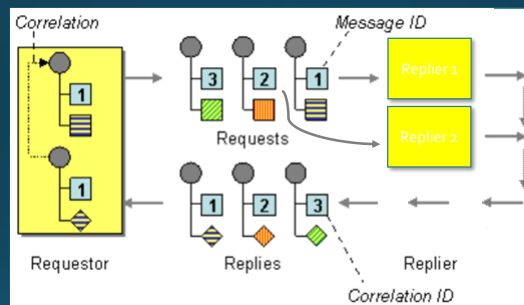 Correlation
Message ID
1
3
2
1
Replier 1
Replier 2
Requests
1
1
2
3
Requestor
Replies
Replier
Correlation ID